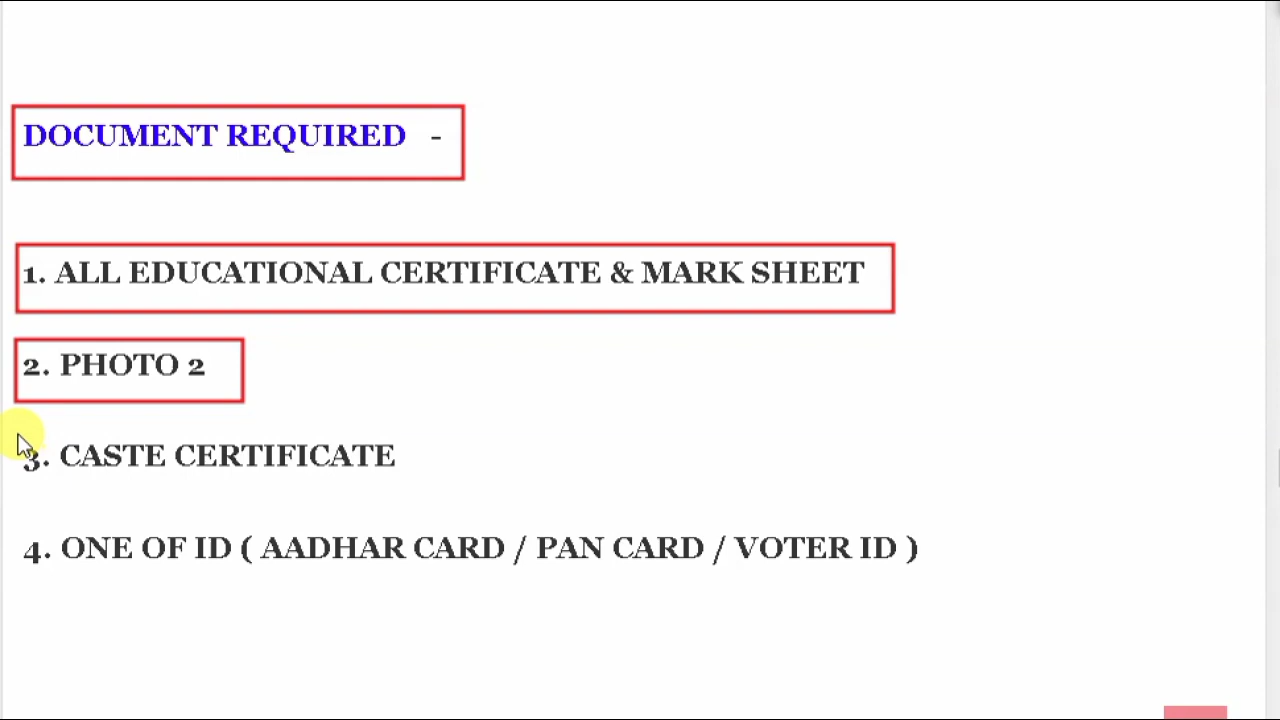 DOCUMENT REQUIRED -
1. ALL EDUCATIONAL CERTIFICATE & MARK SHEET
2. PHOTO 2
3. CASTE CERTIFICATE
4. ONE OF ID ( AADHAR CARD / PAN CARD / VOTER ID )